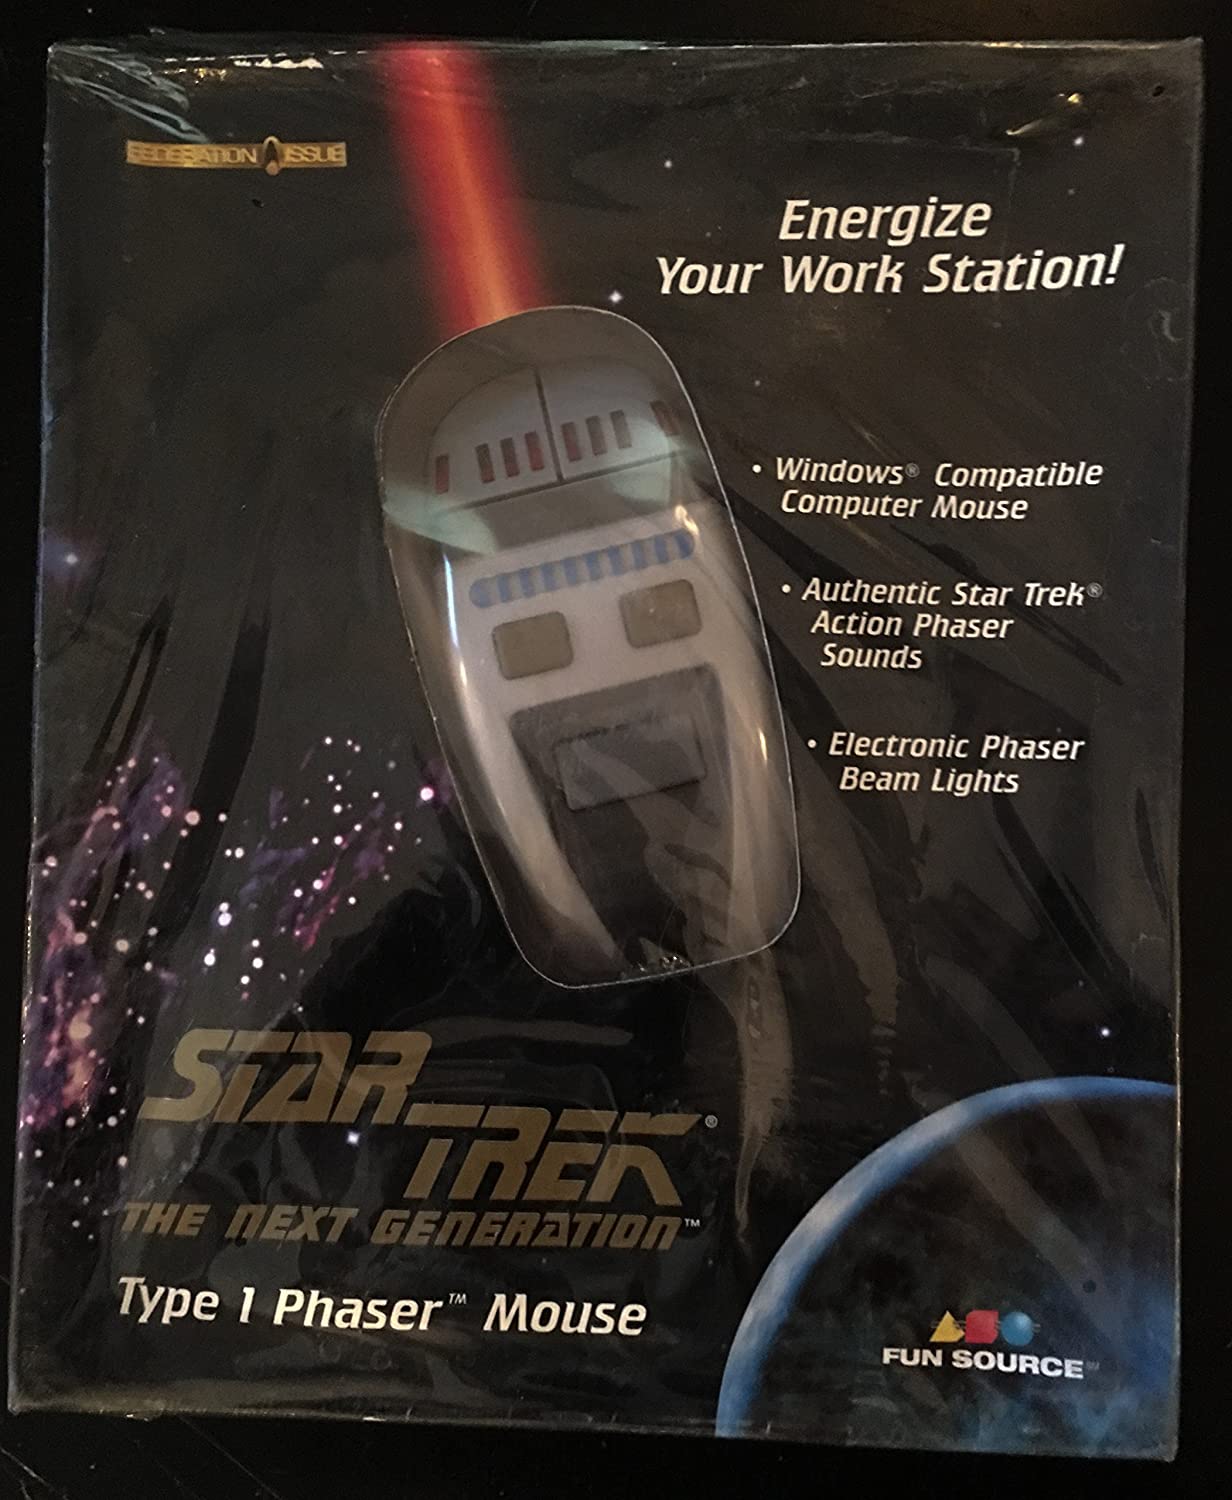 FEDERATION ISSUE
Energize
Your Work Station!
• Windows® Compatible
Computer Mouse
• Authentic Star Trek®
Action Phaser
Sounds
• Electronic Phaser
Beam Lights
STAR
TREK®
THE NEXT GENERATION™
Type 1 Phaser™ Mouse
FUN SOURCE℠